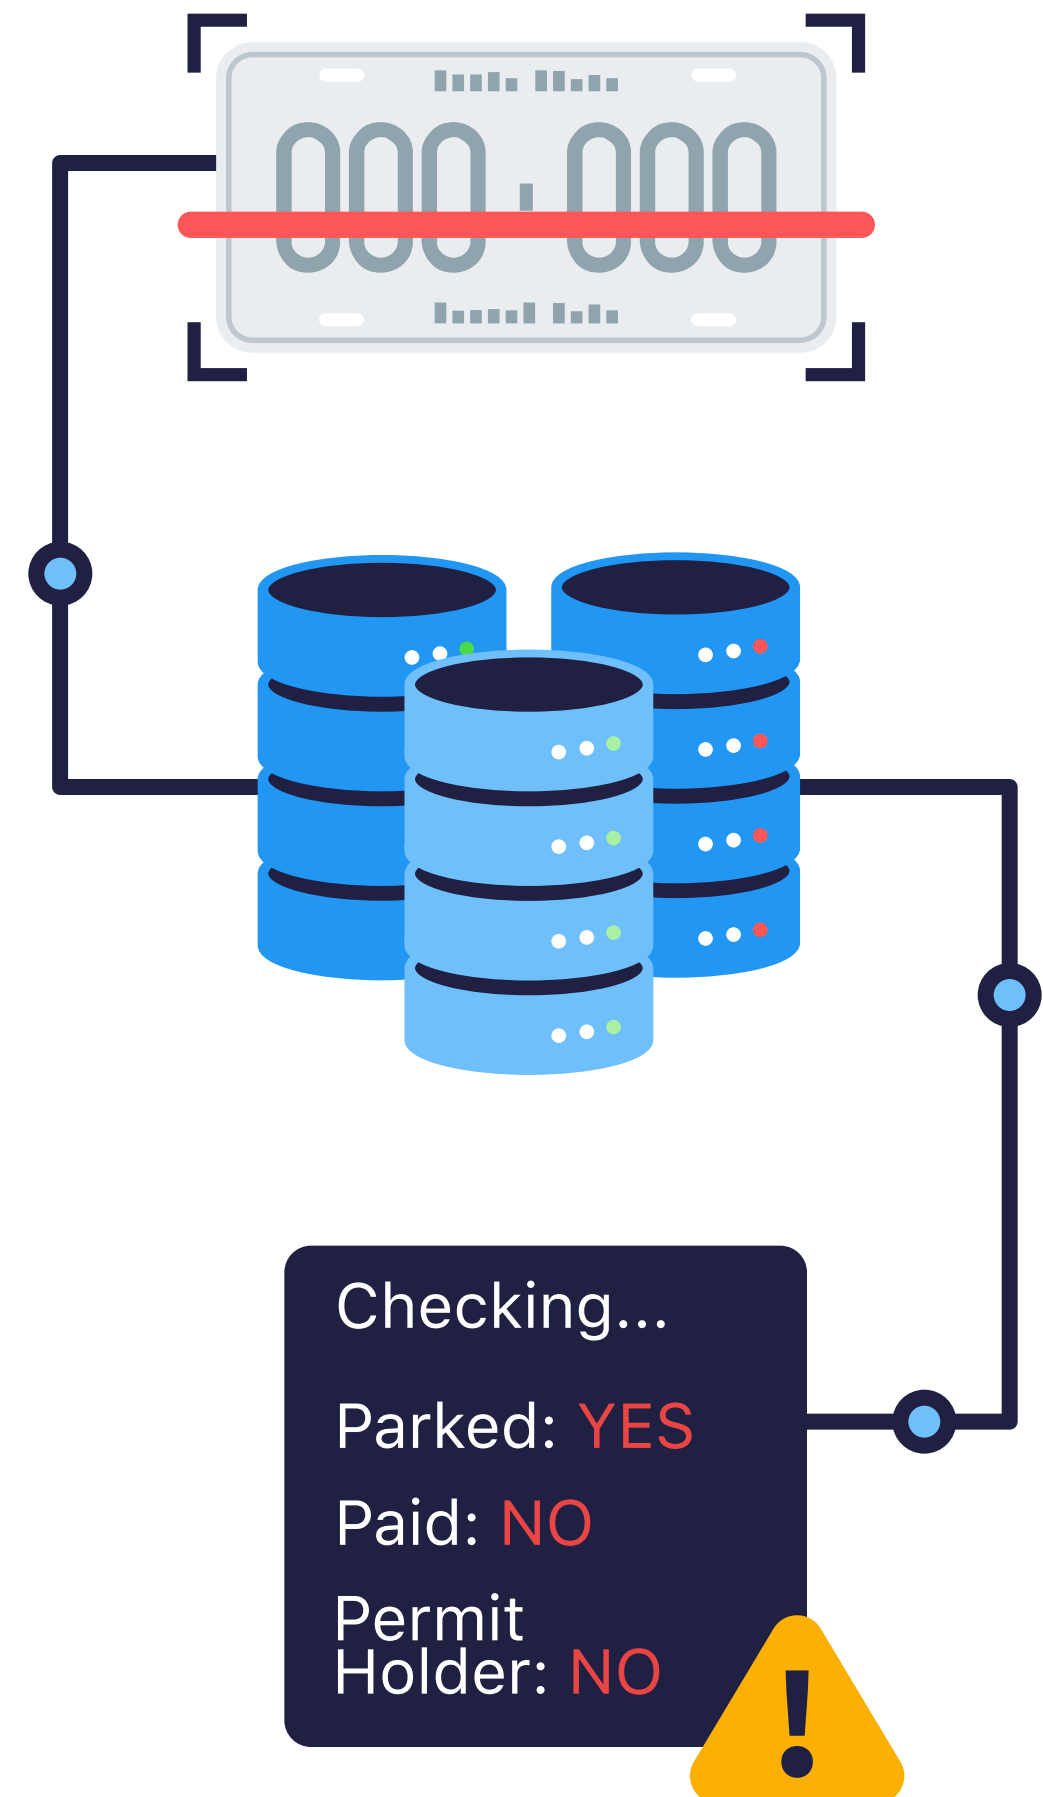 000 000
Checking...
Parked: YES
Paid: NO
Permit
Holder: NO
!